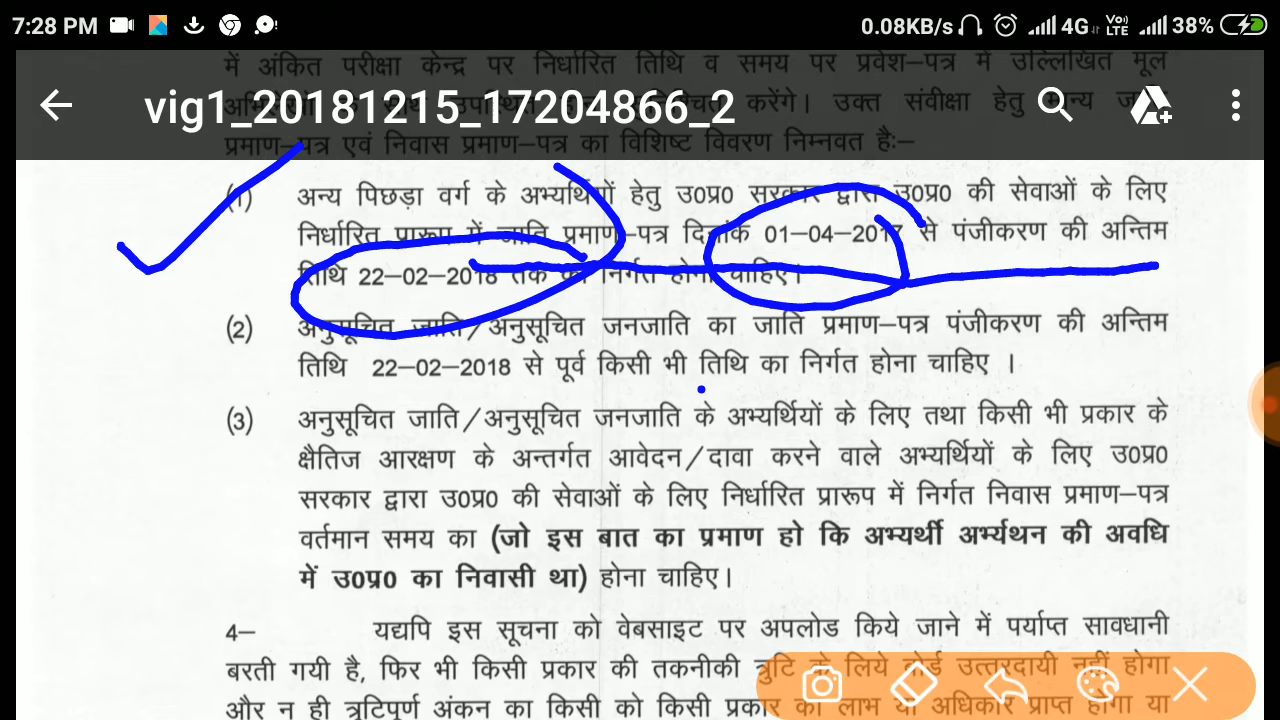 7:28 PM 0.08KB/s 4G VoLTE 38%
में अंकित परीक्षा केन्द्र पर निर्धारित तिथि व समय पर प्रवेश–पत्र में उल्लिखित मूल
vig1_20181215_17204866_2
करेंगे। उक्त संवीक्षा हेतु मान्य
प्रमाण–पत्र एवं निवास प्रमाण–पत्र का विशिष्ट विवरण निम्नवत हैः–
(1) अन्य पिछड़ा वर्ग के अभ्यर्थियों हेतु उ0प्र0 सरकार द्वारा उ0प्र0 की सेवाओं के लिए
निर्धारित प्रारूप में जाति प्रमाण–पत्र दिनांक 01–04–2017 से पंजीकरण की अन्तिम
तिथि 22–02–2018 तक का निर्गत होना चाहिए।
(2) अनुसूचित जाति/अनुसूचित जनजाति का जाति प्रमाण–पत्र पंजीकरण की अन्तिम
तिथि 22–02–2018 से पूर्व किसी भी तिथि का निर्गत होना चाहिए ।
(3) अनुसूचित जाति/अनुसूचित जनजाति के अभ्यर्थियों के लिए तथा किसी भी प्रकार के
क्षैतिज आरक्षण के अन्तर्गत आवेदन/दावा करने वाले अभ्यर्थियों के लिए उ0प्र0
सरकार द्वारा उ0प्र0 की सेवाओं के लिए निर्धारित प्रारूप में निर्गत निवास प्रमाण–पत्र
वर्तमान समय का (जो इस बात का प्रमाण हो कि अभ्यर्थी अर्भ्यथन की अवधि
में उ0प्र0 का निवासी था) होना चाहिए।
4– यद्यपि इस सूचना को वेबसाइट पर अपलोड किये जाने में पर्याप्त सावधानी
बरती गयी है, फिर भी किसी प्रकार की तकनीकी त्रुटि के लिये बोर्ड उत्तरदायी नहीं होगा
और न ही त्रुटिपूर्ण अंकन का किसी को किसी प्रकार का लाभ या अधिकार प्राप्त होगा या